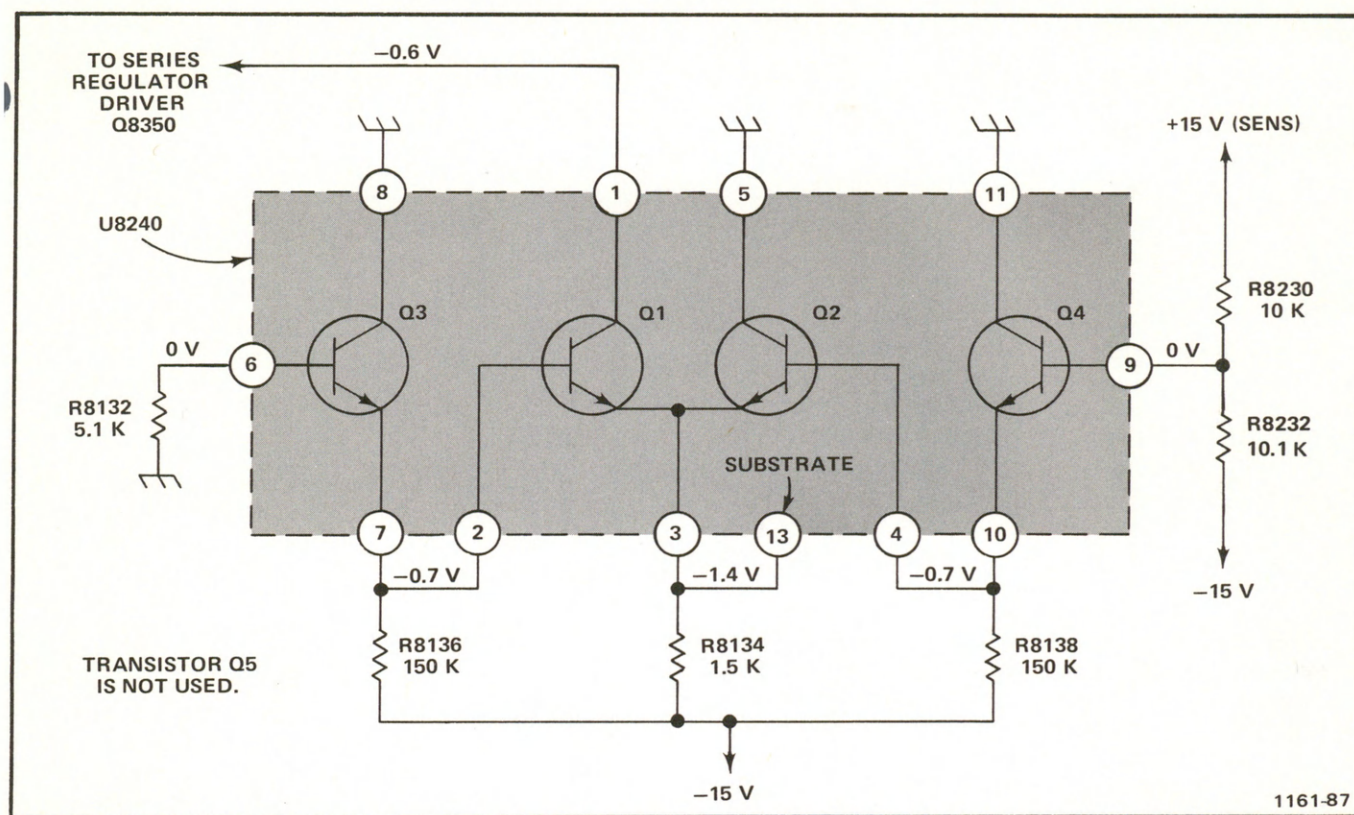 TO SERIES
REGULATOR
DRIVER
Q8350
−0.6 V
+15 V (SENS)
8
1
5
11
U8240
Q3
Q1
Q2
Q4
R8230
10 K
0 V
6
9
0 V
R8132
5.1 K
R8232
10.1 K
SUBSTRATE
7
2
3
13
4
10
−0.7 V
−1.4 V
−0.7 V
−15 V
R8136
150 K
R8134
1.5 K
R8138
150 K
TRANSISTOR Q5
IS NOT USED.
−15 V
1161-87